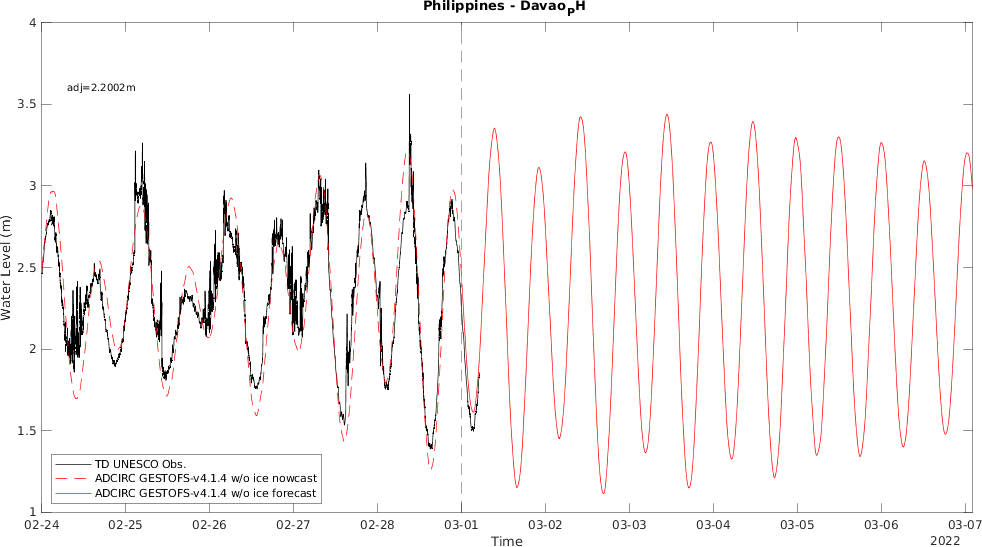 Philippines - Davao_PH
adj=2.2002m
Water Level (m)
4
3.5
3
2.5
2
1.5
1
TD UNESCO Obs.
ADCIRC GESTOFS-v4.1.4 w/o ice nowcast
ADCIRC GESTOFS-v4.1.4 w/o ice forecast
02-24 02-25 02-26 02-27 02-28 03-01 03-02 03-03 03-04 03-05 03-06 03-07
Time
2022